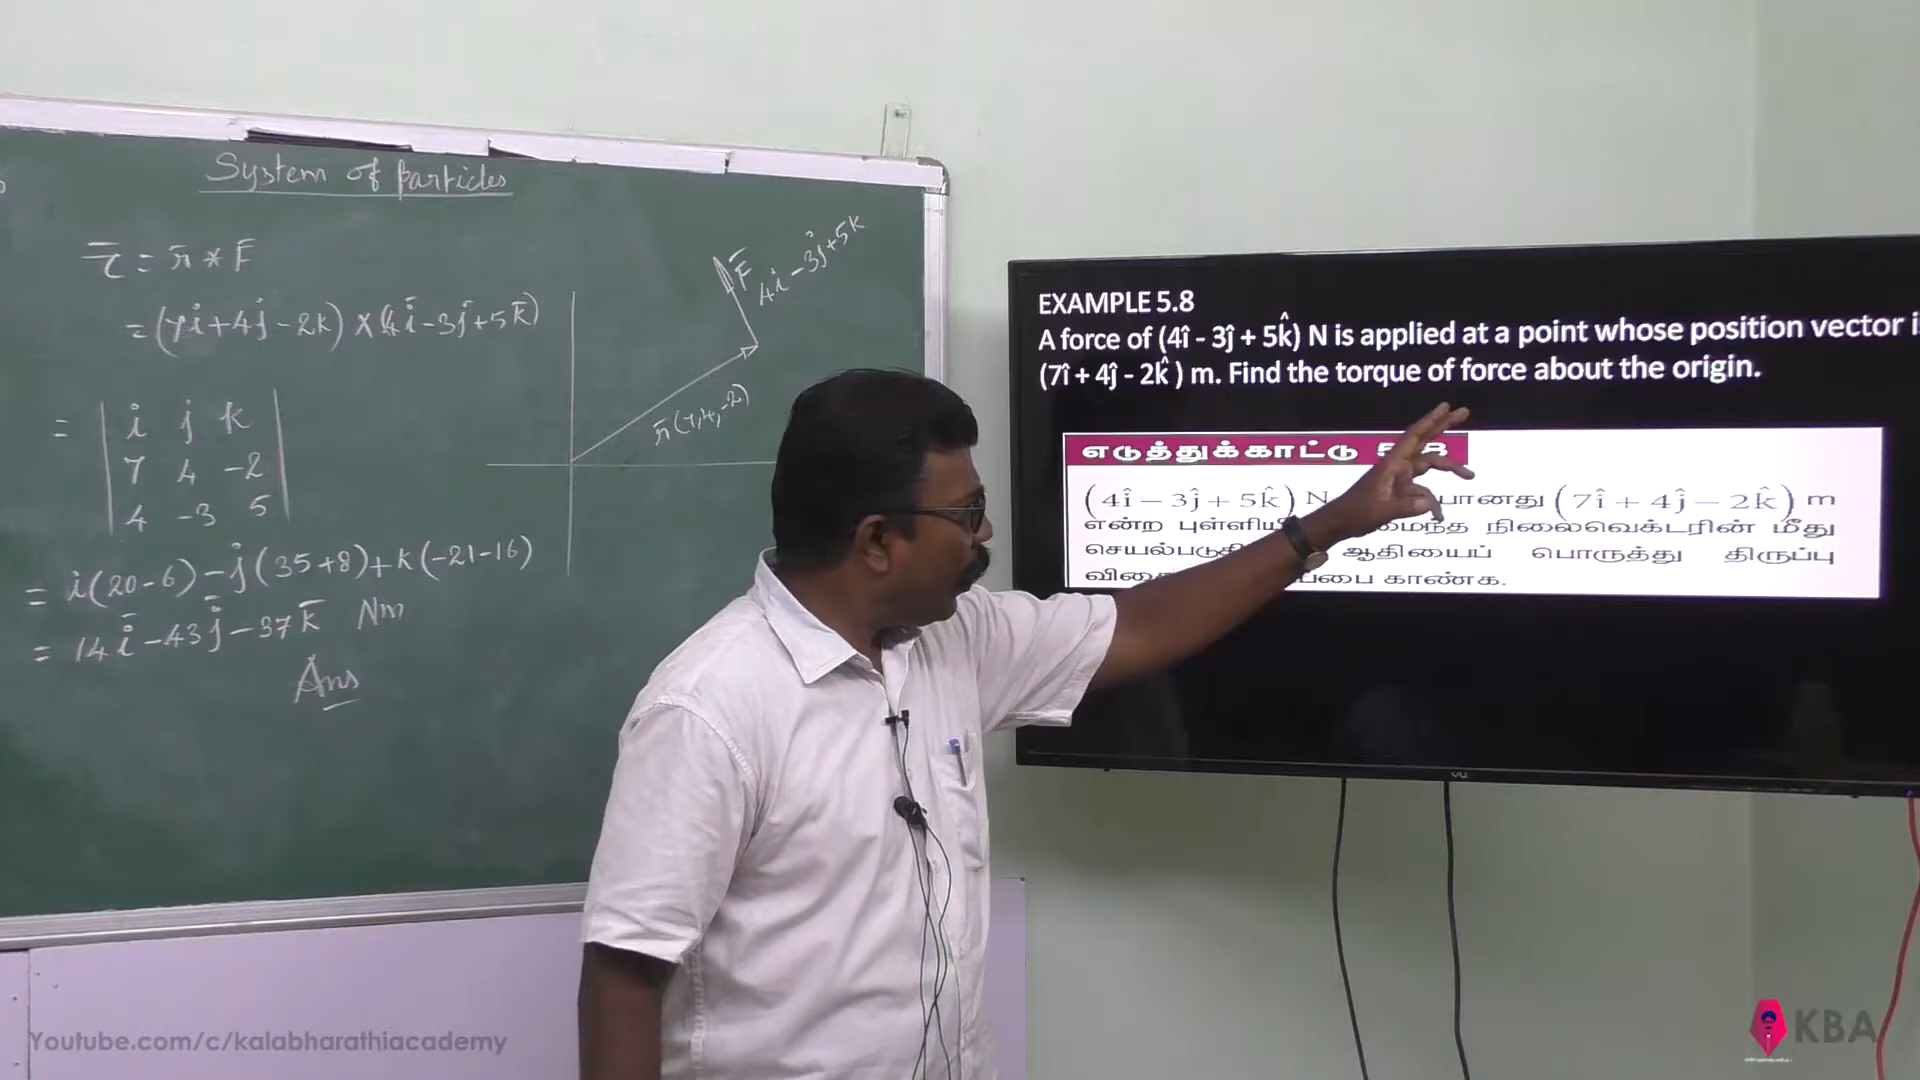 System of particles
τ̄ = r̄ * F̄
= (7i + 4j - 2k) × (4i - 3j + 5k̄)
= | i j k |
| 7 4 -2 |
| 4 -3 5 |
= i(20-6) - j(35+8) + k(-21-16)
= 14i̅ - 43j̅ - 37k̅ Nm
Ans
F̄
4i - 3j + 5k
r̄ (7,4,-2)
EXAMPLE 5.8
A force of (4î - 3ĵ + 5k̂) N is applied at a point whose position vector
(7î + 4ĵ - 2k̂ ) m. Find the torque of force about the origin.
எடுத்துக்காட்டு
(4î − 3ĵ + 5k̂) N (7î + 4ĵ − 2k̂) m
என்ற நிலைவெக்டரின் மீது
ஆதியைப் பொருத்து திருப்பு
காண்க.
vu
Youtube.com/c/kalabharathiacademy
KBA